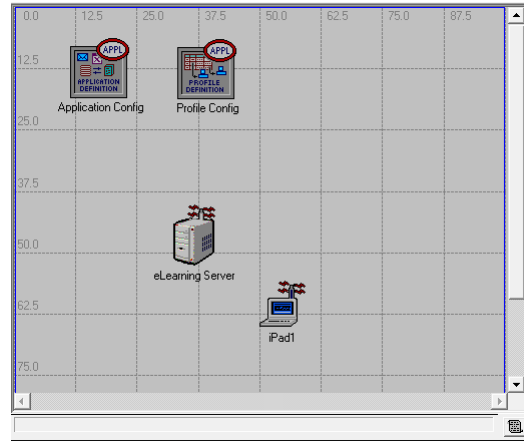 0.0 12.5 25.0 37.5 50.0 62.5 75.0 87.5
12.5
25.0
37.5
50.0
62.5
75.0
APPL
APPLICATION
DEFINITION
Application Config
APPL
PROFILE
DEFINITION
Profile Config
eLearning Server
iPad1